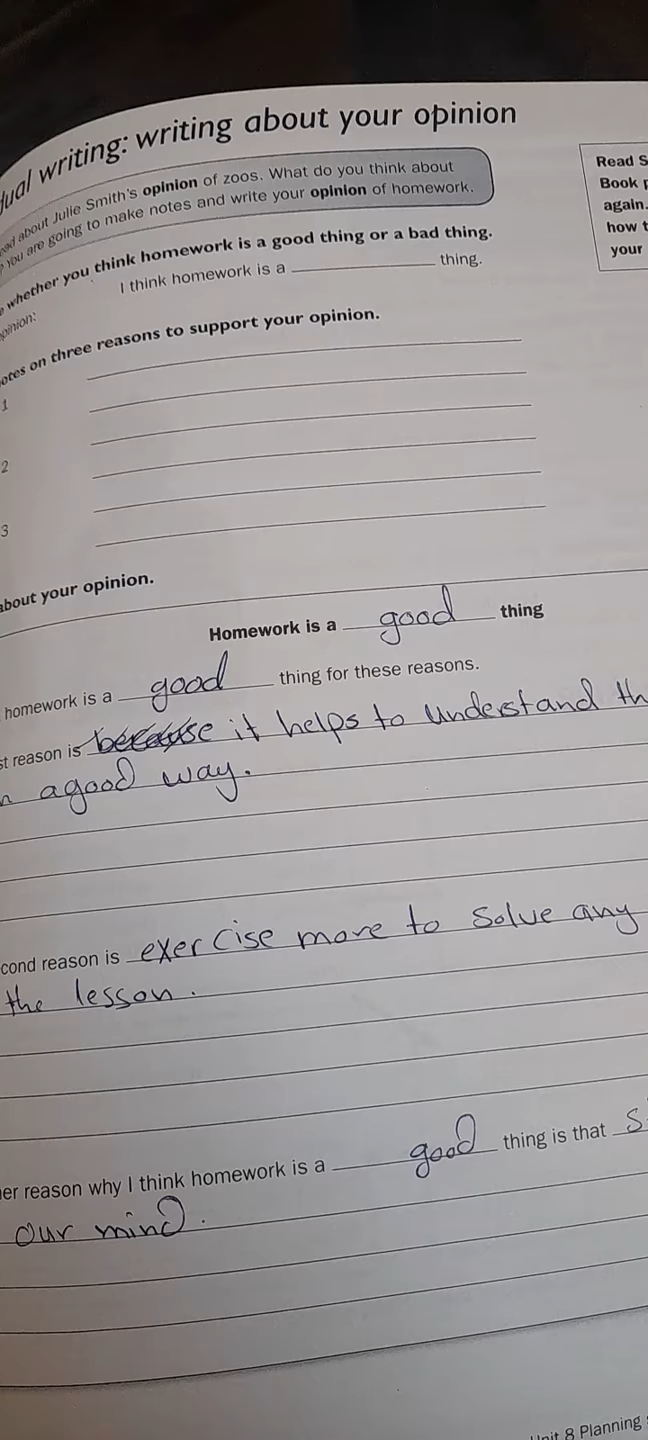 dual writing: writing about your opinion
ead about Julie Smith's opinion of zoos. What do you think about
? You are going to make notes and write your opinion of homework.
Read S
Book p
again.
how t
your
whether you think homework is a good thing or a bad thing.
pinion: I think homework is a ____________ thing.
otes on three reasons to support your opinion.
1
2
3
about your opinion.
Homework is a good thing
homework is a good thing for these reasons.
st reason is because it helps to understand th
n a good way.
cond reason is exercise more to solve any
the lesson.
her reason why I think homework is a good thing is that s
our mind.
Unit 8 Planning